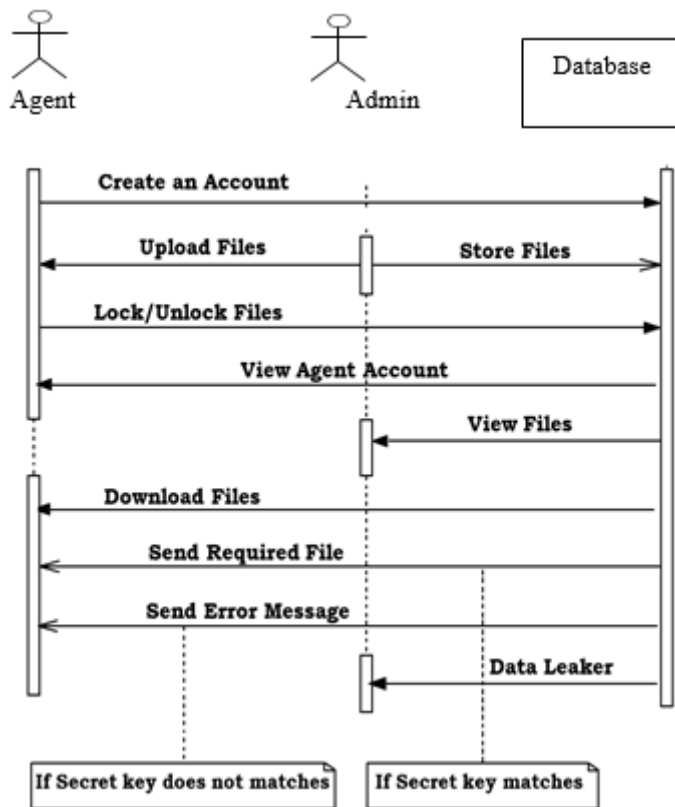 Agent
Admin
Database
Create an Account
Upload Files
Store Files
Lock/Unlock Files
View Agent Account
View Files
Download Files
Send Required File
Send Error Message
Data Leaker
If Secret key does not matches
If Secret key matches